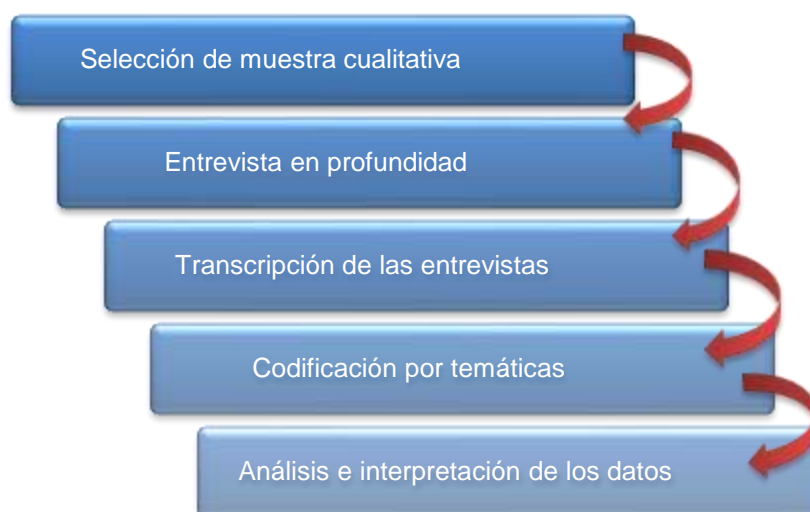 Selección de muestra cualitativa
Entrevista en profundidad
Transcripción de las entrevistas
Codificación por temáticas
Análisis e interpretación de los datos